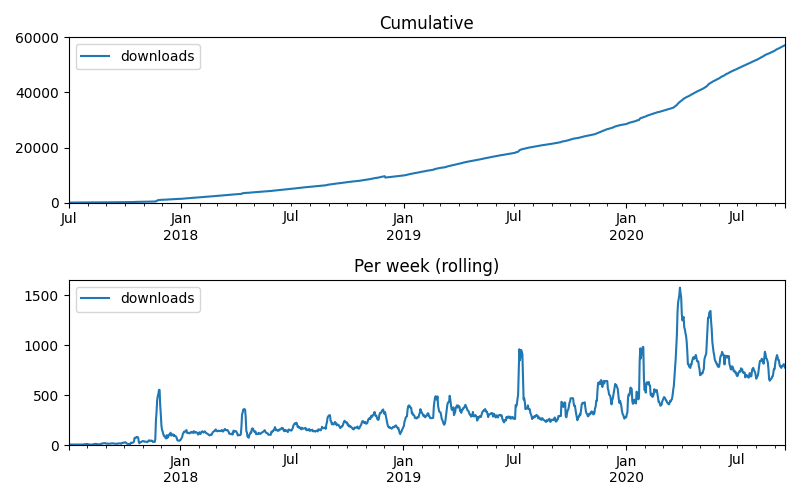 Cumulative
60000
downloads
40000
20000
0
Jul Jan Jul Jan Jul Jan Jul
2018 2019 2020
Per week (rolling)
1500
downloads
1000
500
0
Jan Jul Jan Jul Jan Jul
2018 2019 2020